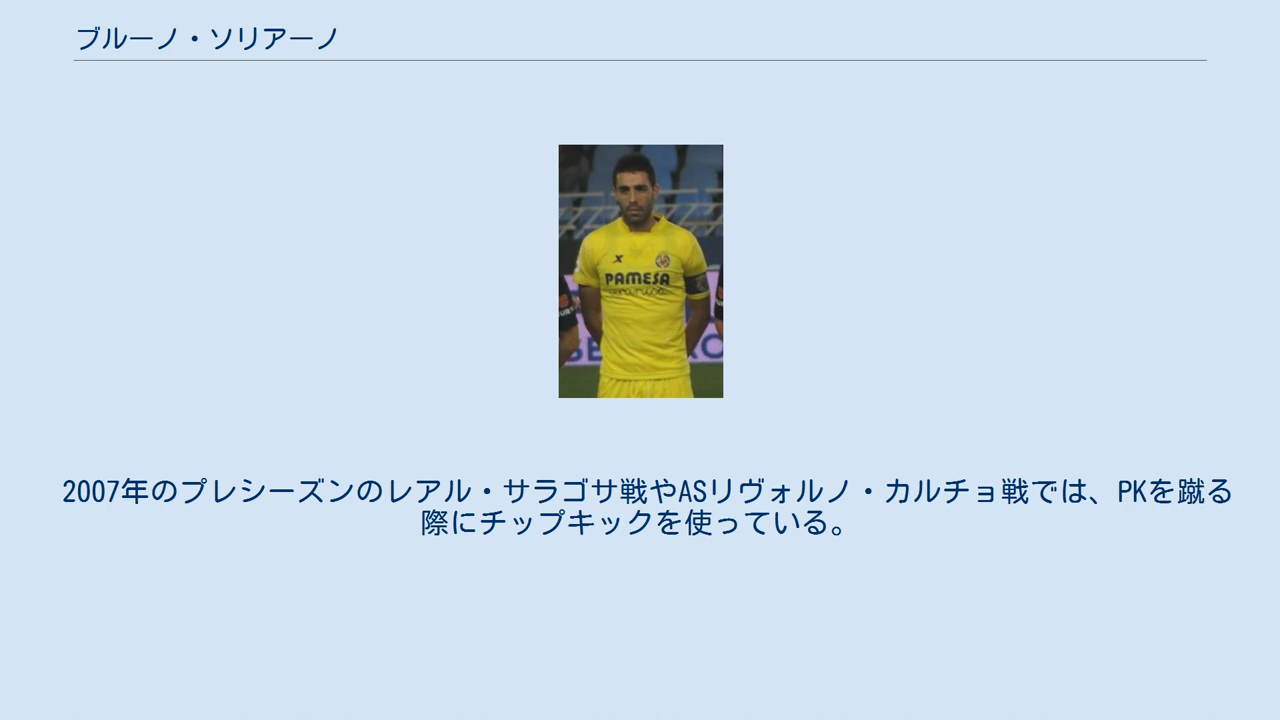 ブルーノ・ソリアーノ
PAMESA
2007年のプレシーズンのレアル・サラゴサ戦やASリヴォルノ・カルチョ戦では、PKを蹴る
際にチップキックを使っている。